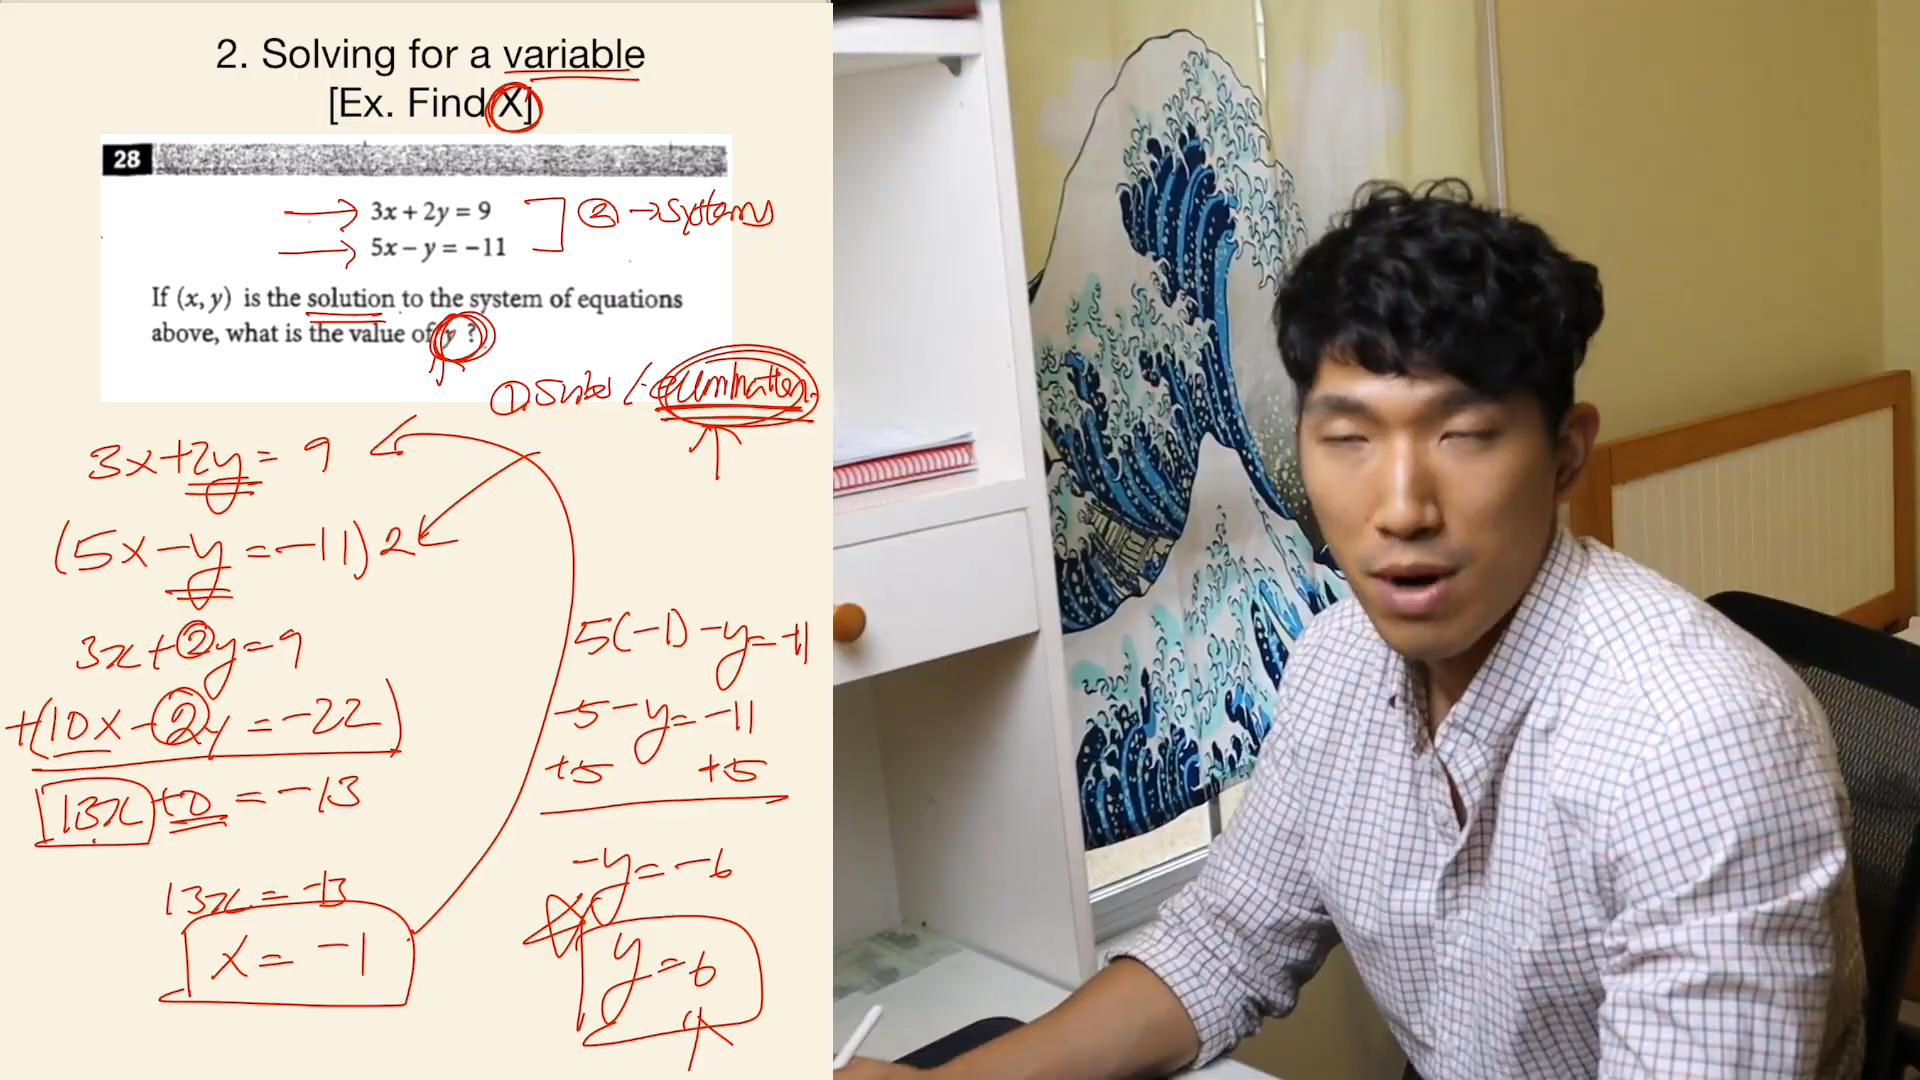 2. Solving for a variable
[Ex. Find X]
28
3x + 2y = 9
5x − y = −11
② → systems
If (x, y) is the solution to the system of equations
above, what is the value of y ?
① Subs / elimination
3x+2y = 9
(5x −y = −11) 2
3x+2y=9
+(10x −2y = −22)
13x +0 = −13
13x = −13
x = −1
5(−1) −y=−11
−5 −y= −11
+5 +5
−y= −6
y=6